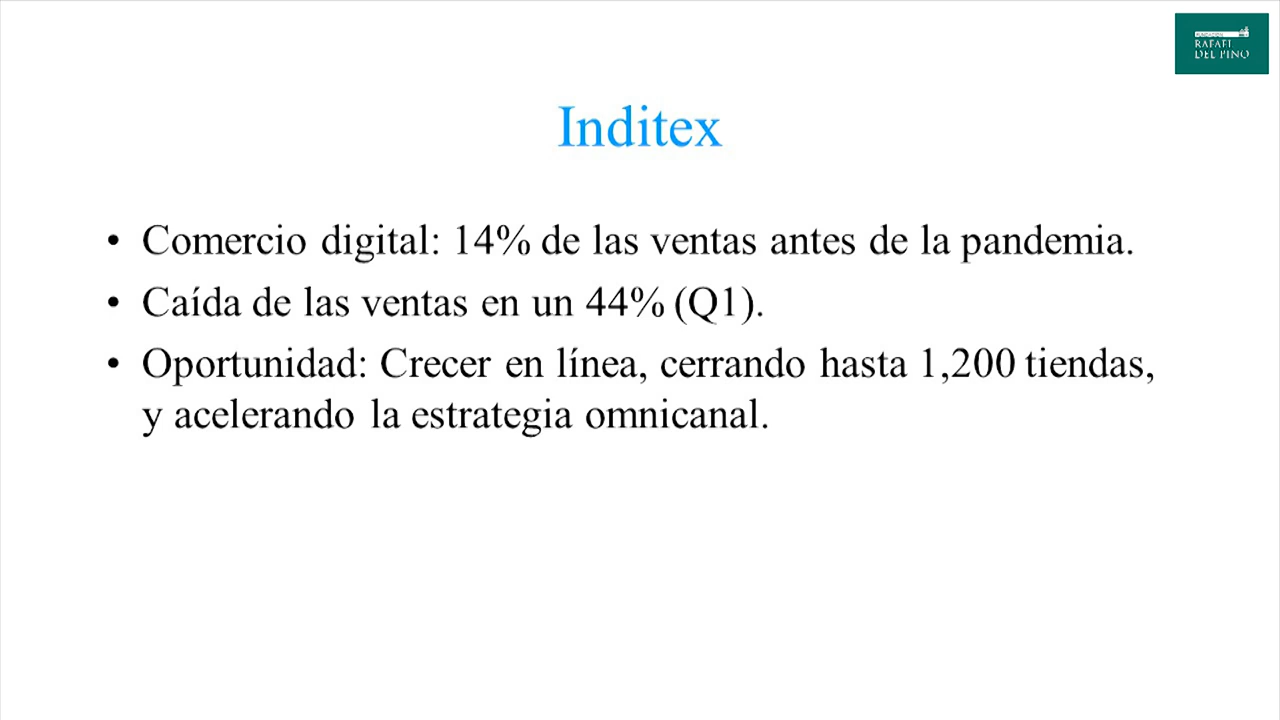 FUNDACIÓN
RAFAEL
DEL PINO
Inditex
• Comercio digital: 14% de las ventas antes de la pandemia.
• Caída de las ventas en un 44% (Q1).
• Oportunidad: Crecer en línea, cerrando hasta 1,200 tiendas,
y acelerando la estrategia omnicanal.